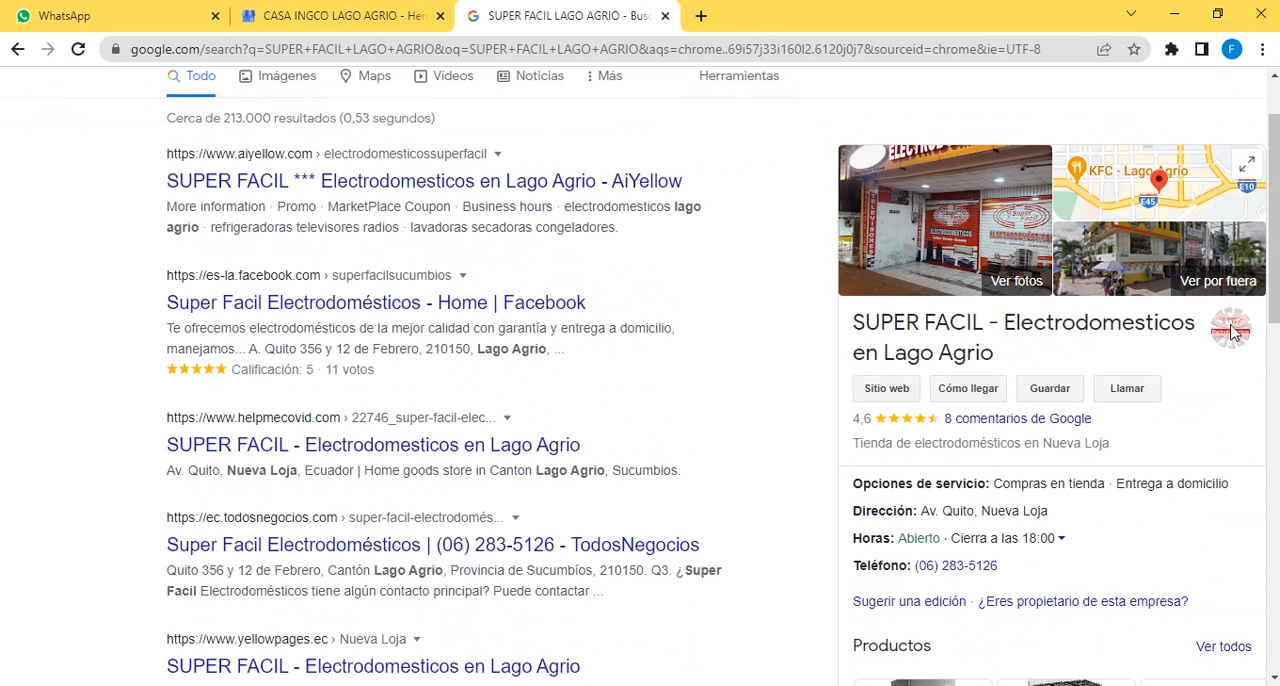 WhatsApp
CASA INGCO LAGO AGRIO - Her
SUPER FACIL LAGO AGRIO - Busc
google.com/search?q=SUPER+FACIL+LAGO+AGRIO&oq=SUPER+FACIL+LAGO+AGRIO&aqs=chrome..69i57j33i160l2.6120j0j7&sourceid=chrome&ie=UTF-8
F
Todo
Imágenes
Maps
Videos
Noticias
Más
Herramientas
Cerca de 213.000 resultados (0,53 segundos)
https://www.aiyellow.com › electrodomesticossuperfacil
SUPER FACIL *** Electrodomesticos en Lago Agrio - AiYellow
More information · Promo · MarketPlace Coupon · Business hours · electrodomesticos lago
agrio · refrigeradoras televisores radios · lavadoras secadoras congeladores.
https://es-la.facebook.com › superfacilsucumbios
Super Facil Electrodomésticos - Home | Facebook
Te ofrecemos electrodomésticos de la mejor calidad con garantía y entrega a domicilio,
manejamos... A. Quito 356 y 12 de Febrero, 210150, Lago Agrio, ...
Calificación: 5 · 11 votos
https://www.helpmecovid.com › 22746_super-facil-elec...
SUPER FACIL - Electrodomesticos en Lago Agrio
Av. Quito, Nueva Loja, Ecuador | Home goods store in Canton Lago Agrio, Sucumbios.
https://ec.todosnegocios.com › super-facil-electrodomés...
Super Facil Electrodomésticos | (06) 283-5126 - TodosNegocios
Quito 356 y 12 de Febrero, Cantón Lago Agrio, Provincia de Sucumbíos, 210150. Q3. ¿Super
Facil Electrodomésticos tiene algún contacto principal? Puede contactar ...
https://www.yellowpages.ec › Nueva Loja
SUPER FACIL - Electrodomesticos en Lago Agrio
TELEVISORES
Super Facil
ELECTRODOMÉSTICOS
Ver fotos
KFC - Lago Agrio
E10
E45
Ver por fuera
SUPER FACIL - Electrodomesticos
en Lago Agrio
Sitio web
Cómo llegar
Guardar
Llamar
4,6
8 comentarios de Google
Tienda de electrodomésticos en Nueva Loja
Opciones de servicio: Compras en tienda · Entrega a domicilio
Dirección: Av. Quito, Nueva Loja
Horas: Abierto · Cierra a las 18:00
Teléfono: (06) 283-5126
Sugerir una edición · ¿Eres propietario de esta empresa?
Productos
Ver todos